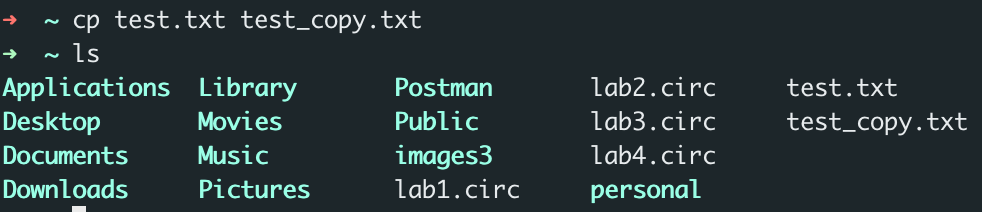 ➜ ~ cp test.txt test_copy.txt
➜ ~ ls
Applications Library Postman lab2.circ test.txt
Desktop Movies Public lab3.circ test_copy.txt
Documents Music images3 lab4.circ
Downloads Pictures lab1.circ personal